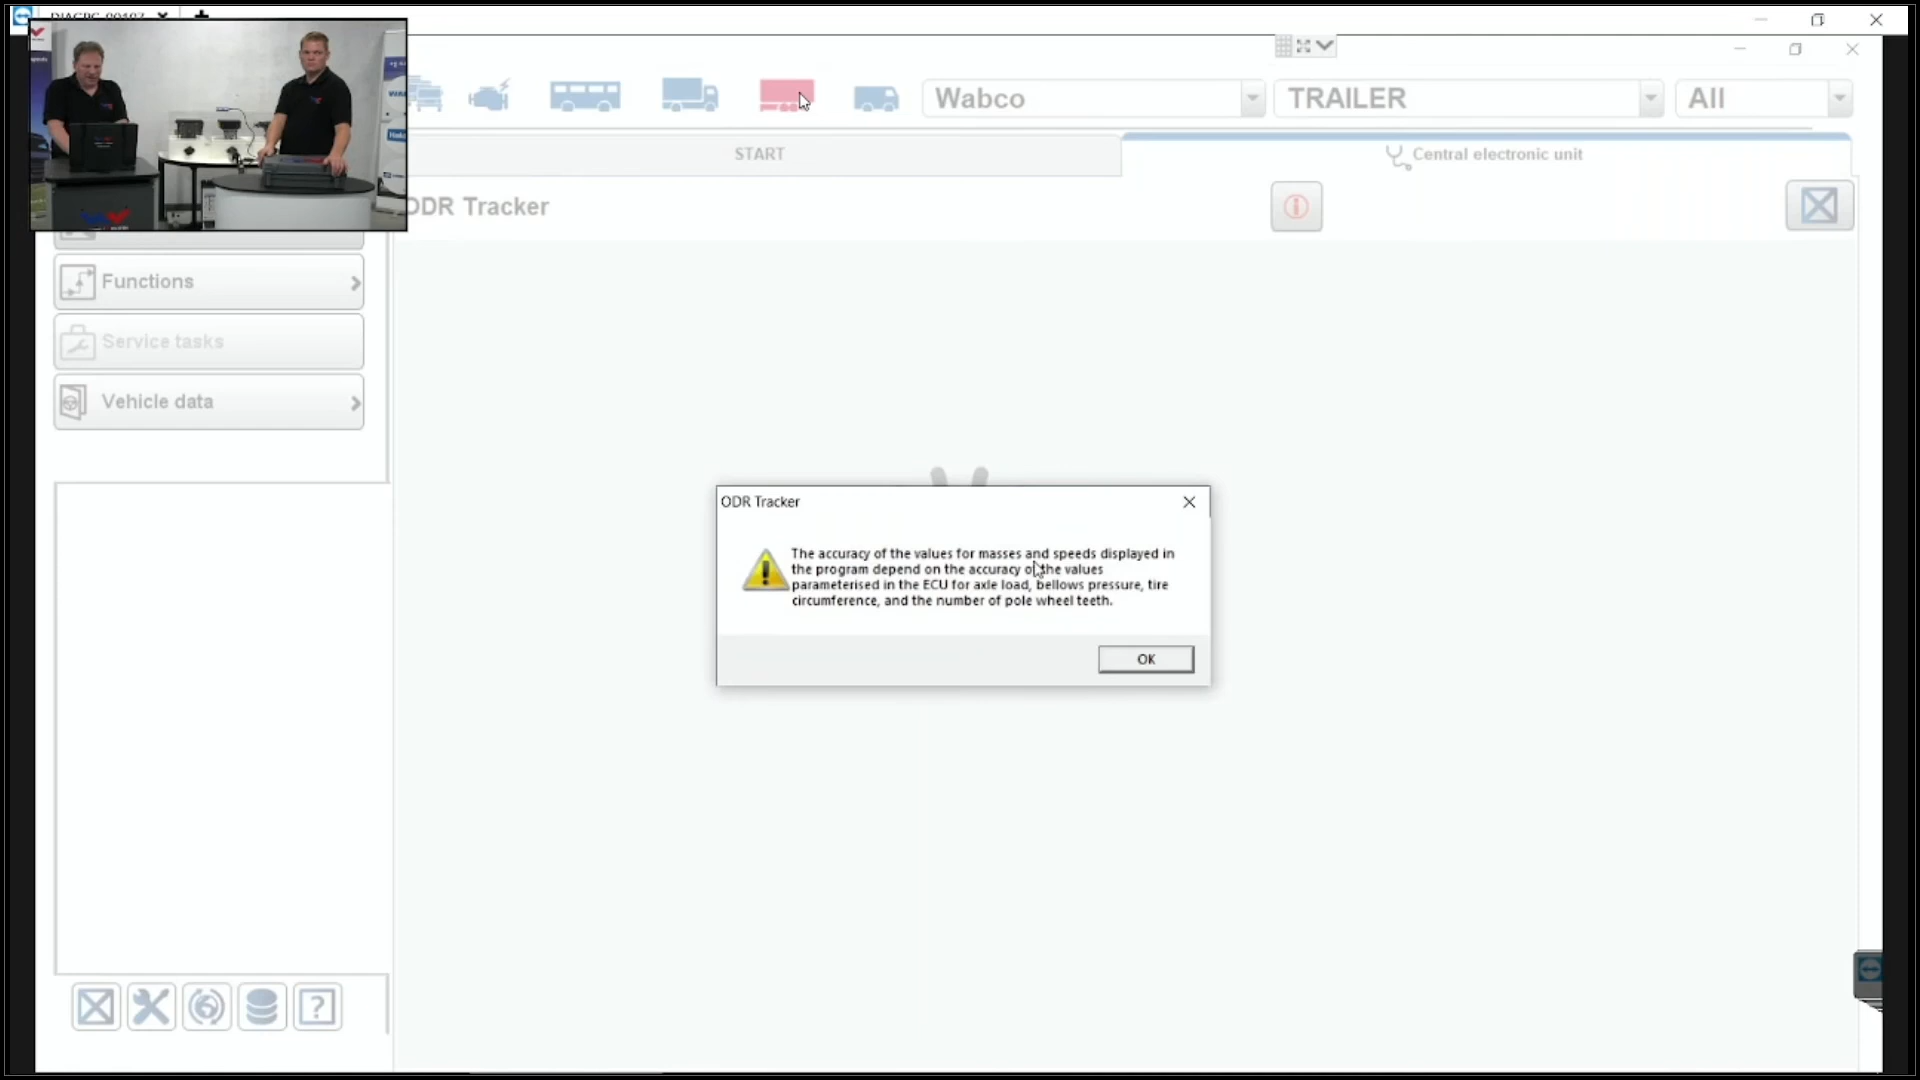 Wabco
TRAILER
All
START
Central electronic unit
ODR Tracker
Functions
Service tasks
Vehicle data
ODR Tracker
The accuracy of the values for masses and speeds displayed in
the program depend on the accuracy of the values
parameterised in the ECU for axle load, bellows pressure, tire
circumference, and the number of pole wheel teeth.
OK